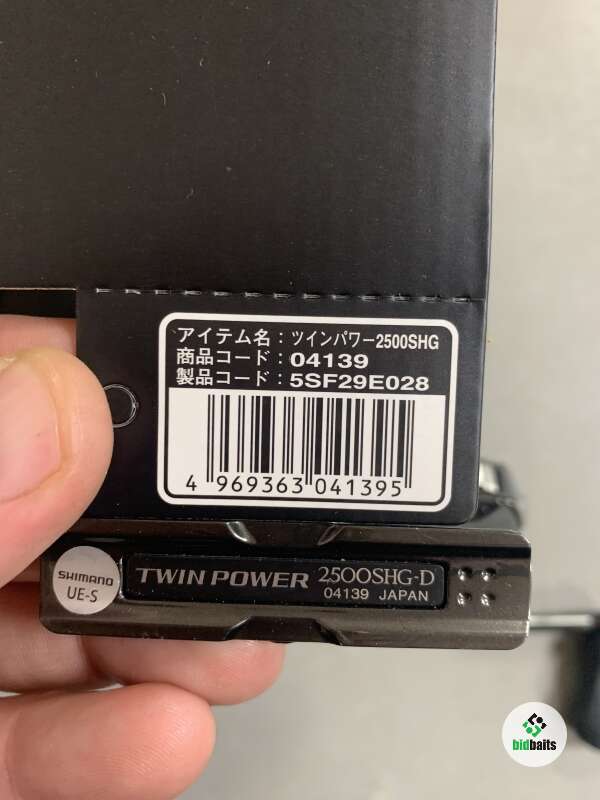 アイテム名：ツインパワー2500SHG
商品コード：04139
製品コード：5SF29E028
4 969363 041395
SHIMANO
UE-S
TWIN POWER 2500SHG-D
04139 JAPAN
bidbaits